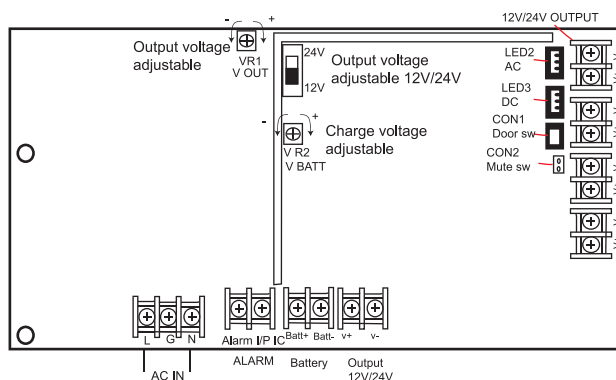 12V/24V OUTPUT
- +
Output voltage
adjustable
VR1
V OUT
24V
12V
Output voltage
adjustable 12V/24V
LED2
AC
LED3
DC
CON1
Door sw
CON2
Mute sw
- +
Charge voltage
adjustable
V R2
V BATT
L G N
AC IN
Alarm I/P IC
ALARM
Batt+ Batt-
Battery
v+ v-
Output
12V/24V